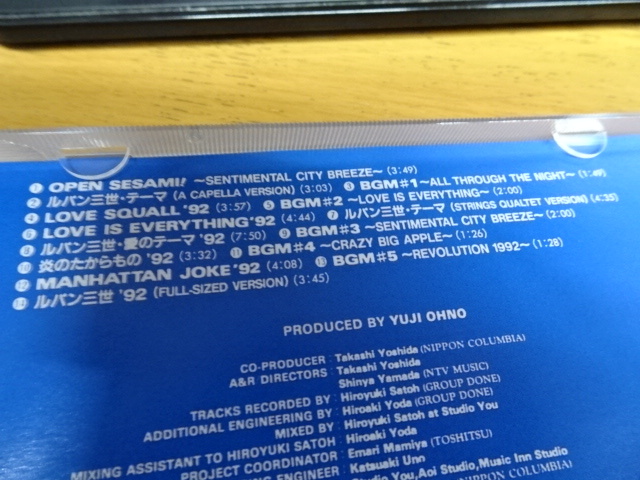 ❶ OPEN SESAMI! ~SENTIMENTAL CITY BREEZE~ (3:49)
❷ ルパン三世・テーマ (A CAPELLA VERSION) (3:03) ❸ BGM#1 ~ALL THROUGH THE NIGHT~ (1:49)
❹ LOVE SQUALL '92 (3:57) ❺ BGM#2 ~LOVE IS EVERYTHING~ (2:00)
❻ LOVE IS EVERYTHING '92 (4:44) ❼ ルパン三世・テーマ (STRINGS QUALTET VERSION) (4:35)
❽ ルパン三世・愛のテーマ '92 (7:50) ❾ BGM#3 ~SENTIMENTAL CITY BREEZE~ (2:00)
❿ 炎のたからもの '92 (3:32) ⓫ BGM#4 ~CRAZY BIG APPLE~ (1:26)
⓬ MANHATTAN JOKE '92 (4:08) ⓭ BGM#5 ~REVOLUTION 1992~ (1:28)
⓮ ルパン三世 '92 (FULL-SIZED VERSION) (3:45)
PRODUCED BY YUJI OHNO
CO-PRODUCER : Takashi Yoshida (NIPPON COLUMBIA)
A&R DIRECTORS : Takashi Yoshida
Shinya Yamada (NTV MUSIC)
TRACKS RECORDED BY : Hiroyuki Satoh (GROUP DONE)
ADDITIONAL ENGINEERING BY : Hiroaki Yoda (GROUP DONE)
MIXED BY : Hiroyuki Satoh at Studio You
MIXING ASSISTANT TO HIROYUKI SATOH : Hiroaki Yoda
PROJECT COORDINATOR : Emari Mamiya (TOSHITSU)
ING ENGINEER : Katsuaki Uno
Studio You, Aoi Studio, Music Inn Studio
(NIPPON COLUMBIA)